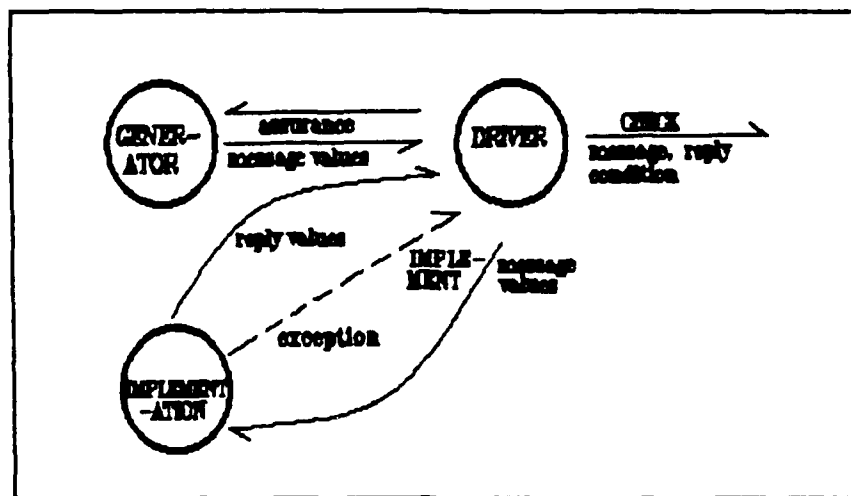 GENER-
ATOR
assurance
message values
DRIVER
CHECK
message, reply
condition
reply values
IMPLE-
MENT
message
values
exception
IMPLEMENT
-ATION